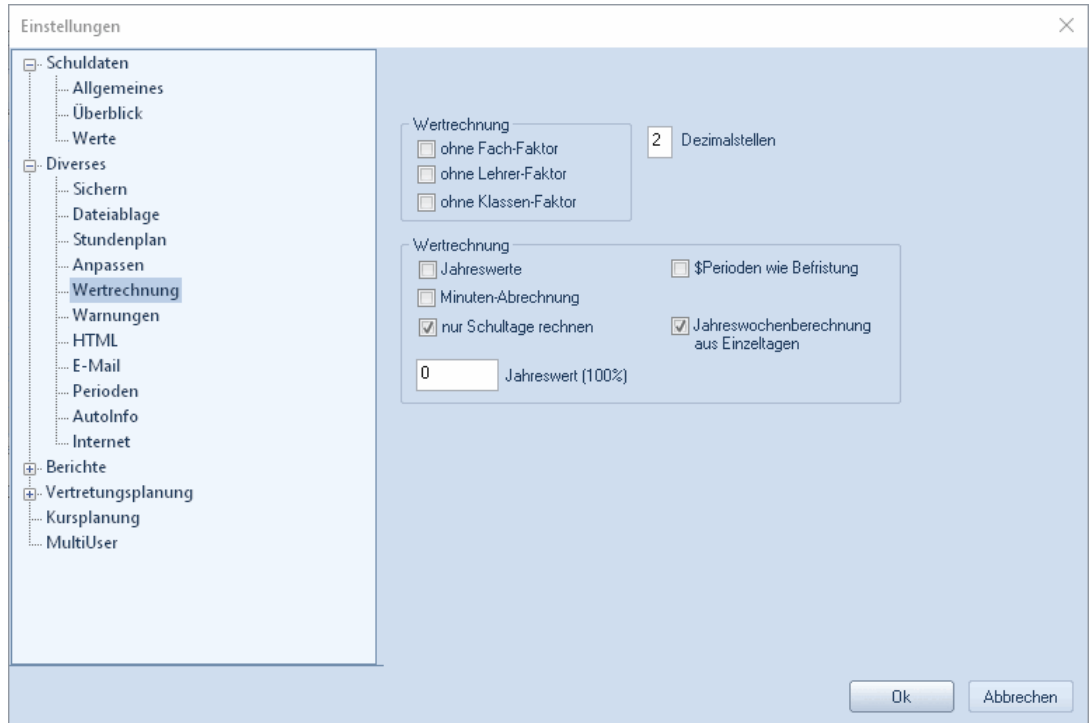 Einstellungen
Schuldaten
Allgemeines
Überblick
Werte
Diverses
Sichern
Dateiablage
Stundenplan
Anpassen
Wertrechnung
Warnungen
HTML
E-Mail
Perioden
AutoInfo
Internet
Berichte
Vertretungsplanung
Kursplanung
MultiUser
Wertrechnung
ohne Fach-Faktor
ohne Lehrer-Faktor
ohne Klassen-Faktor
2 Dezimalstellen
Wertrechnung
Jahreswerte
$Perioden wie Befristung
Minuten-Abrechnung
nur Schultage rechnen
Jahreswochenberechnung
aus Einzeltagen
0 Jahreswert (100%)
Ok
Abbrechen